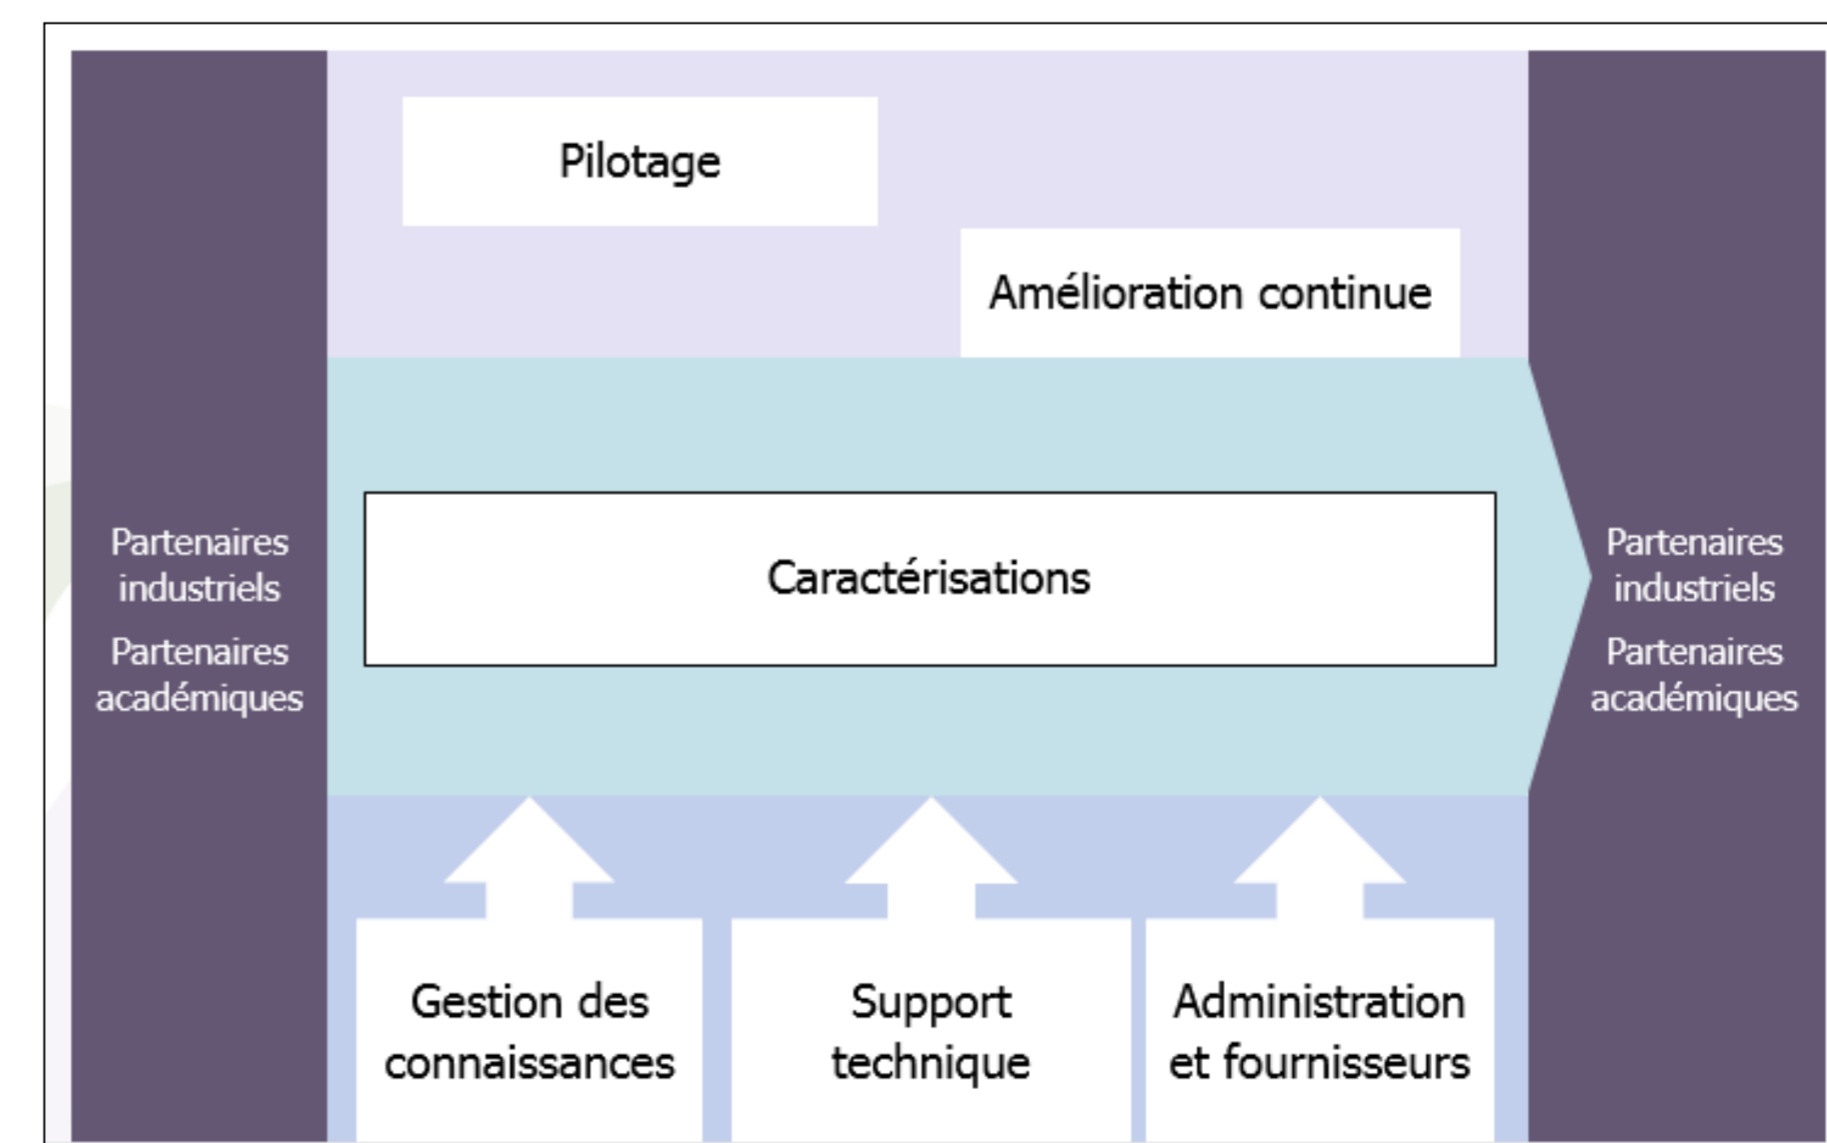 Pilotage
Amélioration continue
Partenaires
industriels
Partenaires
académiques
Caractérisations
Partenaires
industriels
Partenaires
académiques
Gestion des
connaissances
Support
technique
Administration
et fournisseurs